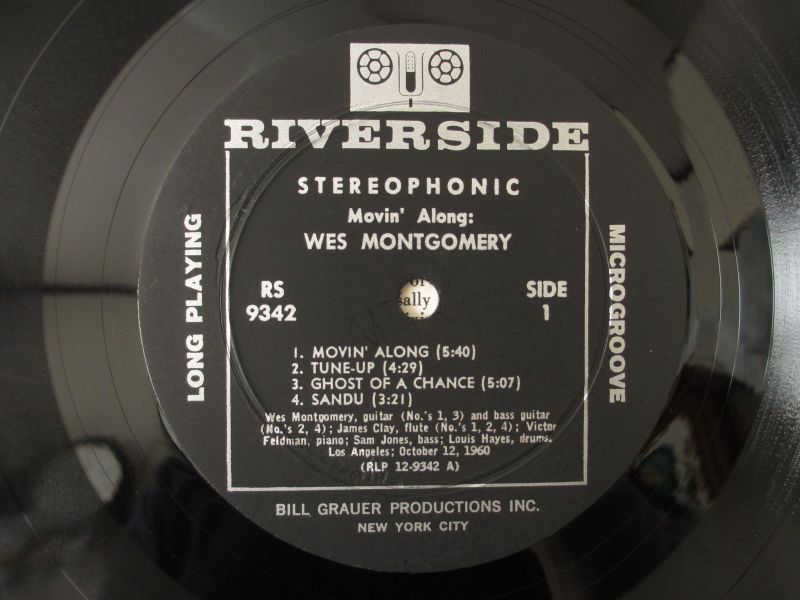 RIVERSIDE
STEREOPHONIC
Movin' Along:
WES MONTGOMERY
LONG PLAYING
MICROGROOVE
RS
9342
of
sally
SIDE
1
1. MOVIN' ALONG (5:40)
2. TUNE-UP (4:29)
3. GHOST OF A CHANCE (5:07)
4. SANDU (3:21)
Wes Montgomery, guitar (No.'s 1, 3) and bass guitar
(No.'s 2, 4); James Clay, flute (No.'s 1, 2, 4); Victor
Feldman, piano; Sam Jones, bass; Louis Hayes, drums.
Los Angeles; October 12, 1960
(RLP 12-9342 A)
BILL GRAUER PRODUCTIONS INC.
NEW YORK CITY